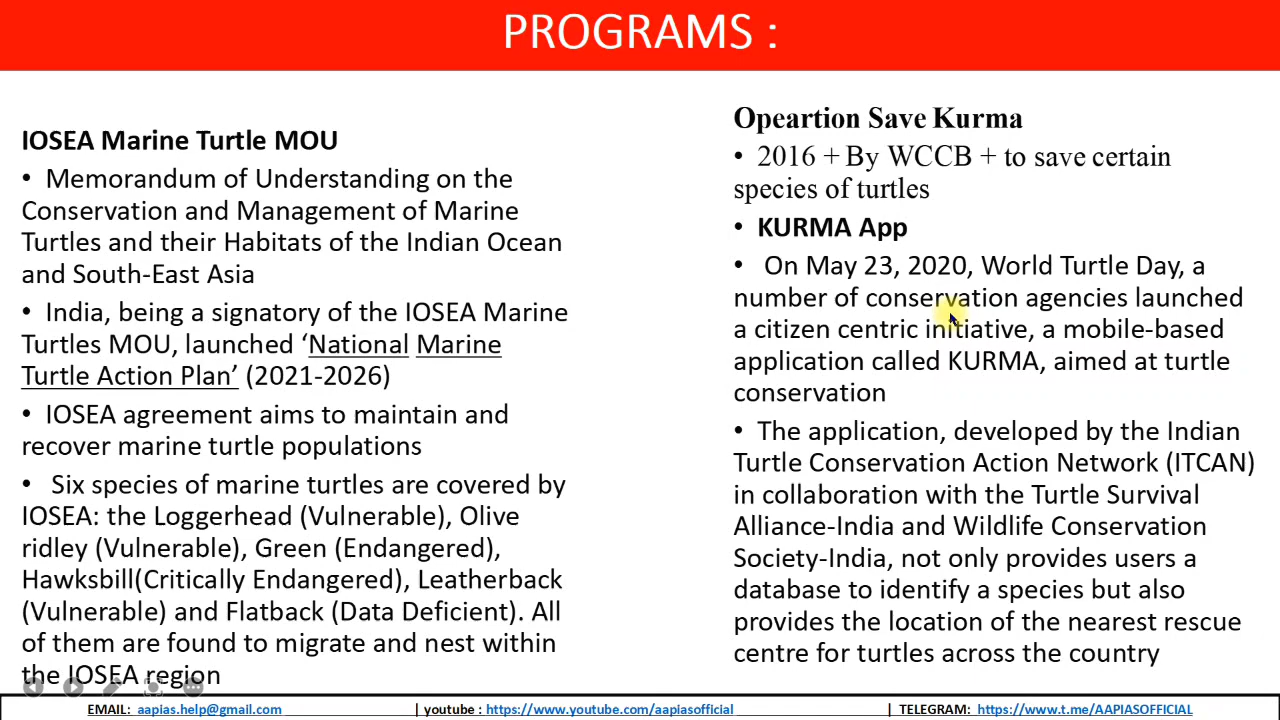 PROGRAMS :
IOSEA Marine Turtle MOU
• Memorandum of Understanding on the
Conservation and Management of Marine
Turtles and their Habitats of the Indian Ocean
and South-East Asia
• India, being a signatory of the IOSEA Marine
Turtles MOU, launched ‘National Marine
Turtle Action Plan’ (2021-2026)
• IOSEA agreement aims to maintain and
recover marine turtle populations
• Six species of marine turtles are covered by
IOSEA: the Loggerhead (Vulnerable), Olive
ridley (Vulnerable), Green (Endangered),
Hawksbill(Critically Endangered), Leatherback
(Vulnerable) and Flatback (Data Deficient). All
of them are found to migrate and nest within
the IOSEA region
Opeartion Save Kurma
• 2016 + By WCCB + to save certain
species of turtles
• KURMA App
• On May 23, 2020, World Turtle Day, a
number of conservation agencies launched
a citizen centric initiative, a mobile-based
application called KURMA, aimed at turtle
conservation
• The application, developed by the Indian
Turtle Conservation Action Network (ITCAN)
in collaboration with the Turtle Survival
Alliance-India and Wildlife Conservation
Society-India, not only provides users a
database to identify a species but also
provides the location of the nearest rescue
centre for turtles across the country
EMAIL: aapias.help@gmail.com | youtube : https://www.youtube.com/aapiasofficial | TELEGRAM: https://www.t.me/AAPIASOFFICIAL